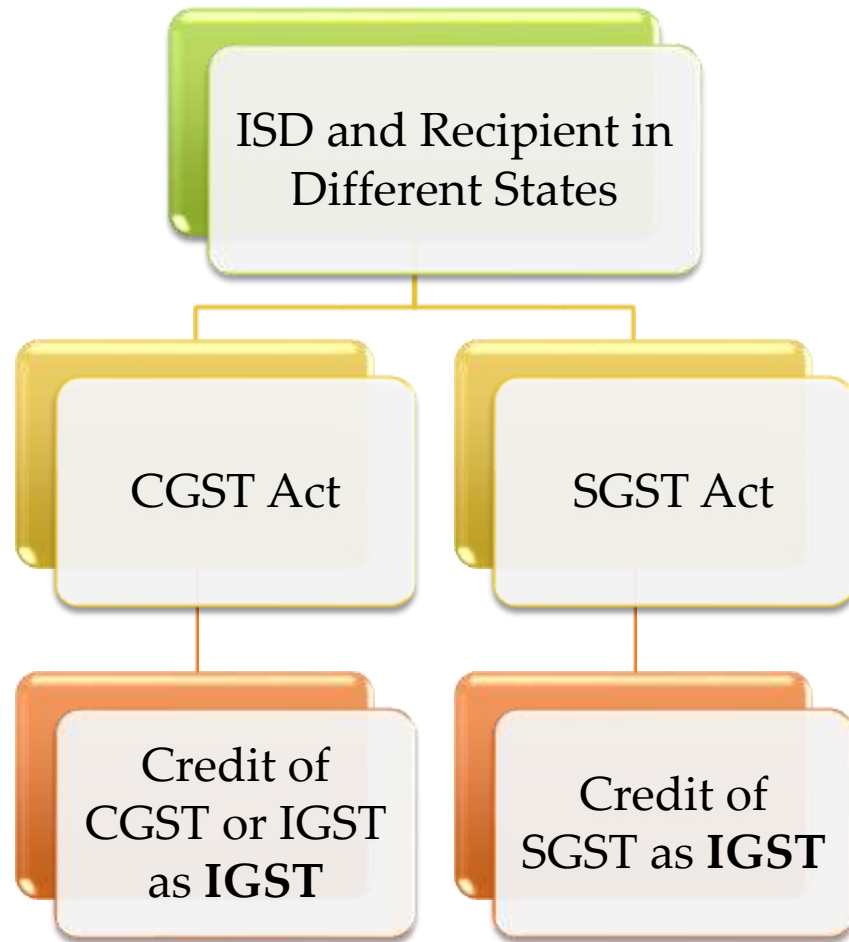 ISD and Recipient in
Different States
CGST Act
SGST Act
Credit of
CGST or IGST
as IGST
Credit of
SGST as IGST